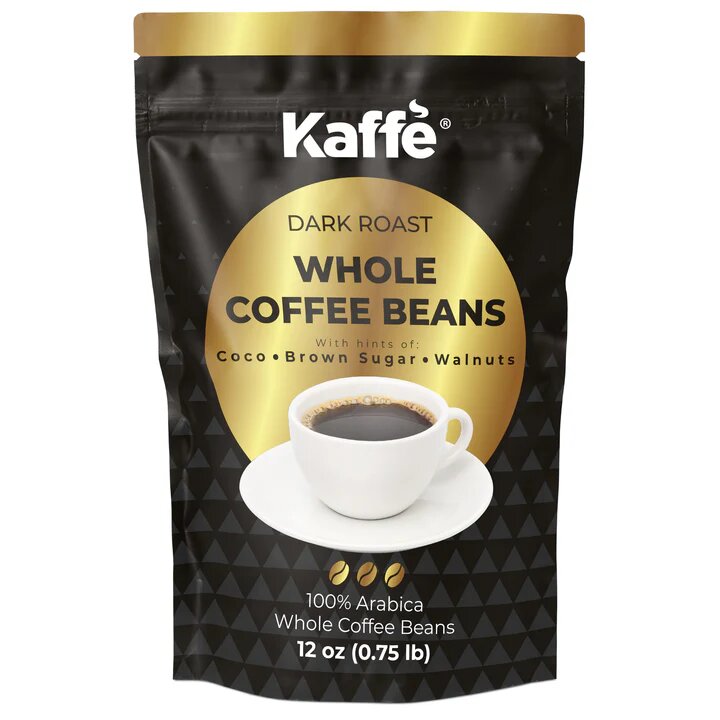 Kaffè®
DARK ROAST
WHOLE
COFFEE BEANS
With hints of:
Coco • Brown Sugar • Walnuts
100% Arabica
Whole Coffee Beans
12 oz (0.75 lb)